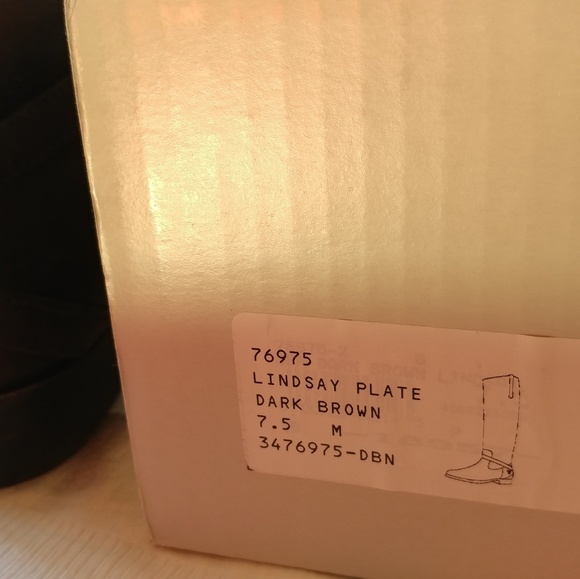 76975
LINDSAY PLATE
DARK BROWN
7.5 M
3476975-DBN